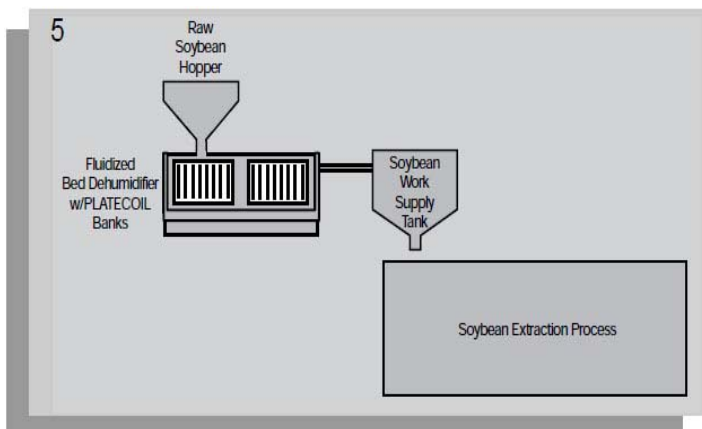 5
Raw
Soybean
Hopper
Fluidized
Bed Dehumidifier
w/PLATECOIL
Banks
Soybean
Work
Supply
Tank
Soybean Extraction Process